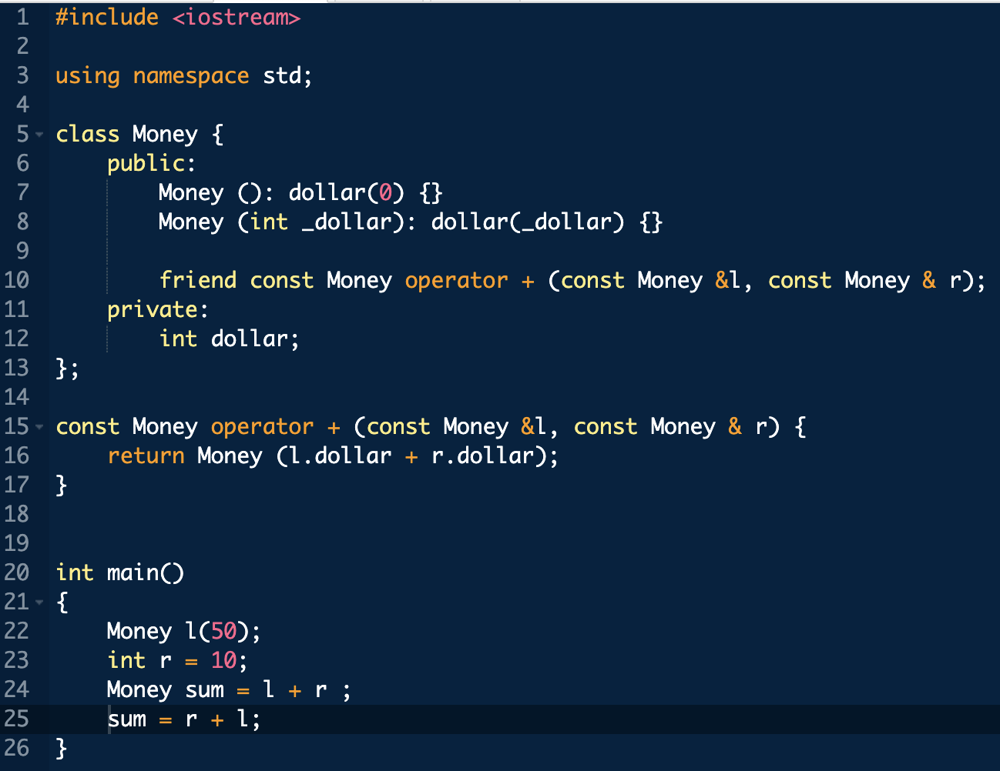 1 #include <iostream>
2
3 using namespace std;
4
5 class Money {
6     public:
7         Money (): dollar(0) {}
8         Money (int _dollar): dollar(_dollar) {}
9
10         friend const Money operator + (const Money &l, const Money & r);
11     private:
12         int dollar;
13 };
14
15 const Money operator + (const Money &l, const Money & r) {
16     return Money (l.dollar + r.dollar);
17 }
18
19
20 int main()
21 {
22     Money l(50);
23     int r = 10;
24     Money sum = l + r ;
25     sum = r + l;
26 }